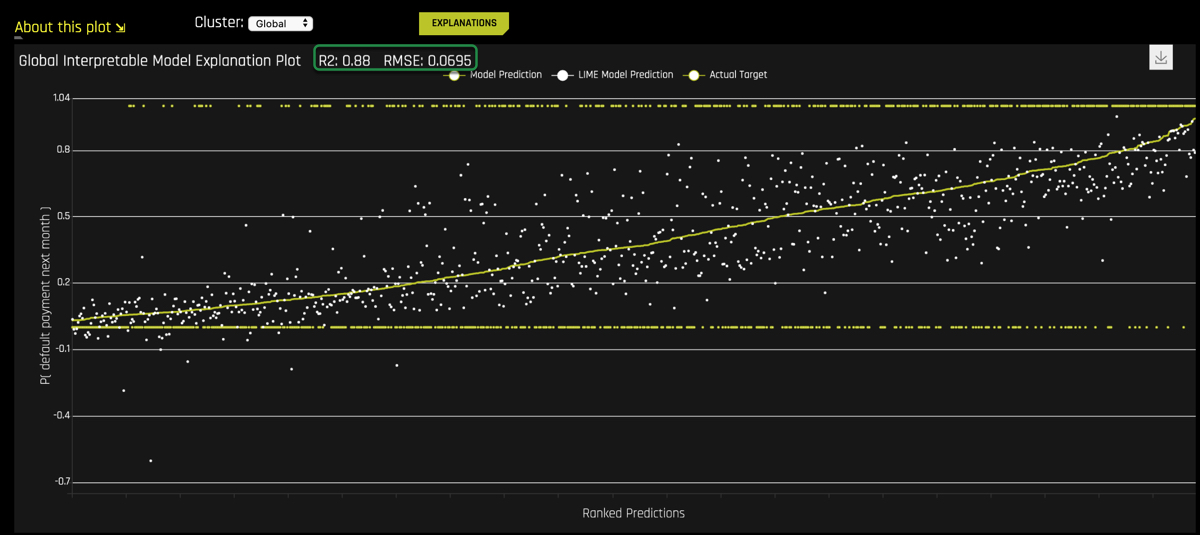 About this plot ⇲
Cluster: Global
EXPLANATIONS
Global Interpretable Model Explanation Plot R2: 0.88 RMSE: 0.0695
Model Prediction LIME Model Prediction Actual Target
1.04
0.8
0.5
0.2
-0.1
-0.4
-0.7
P( default payment next month )
Ranked Predictions